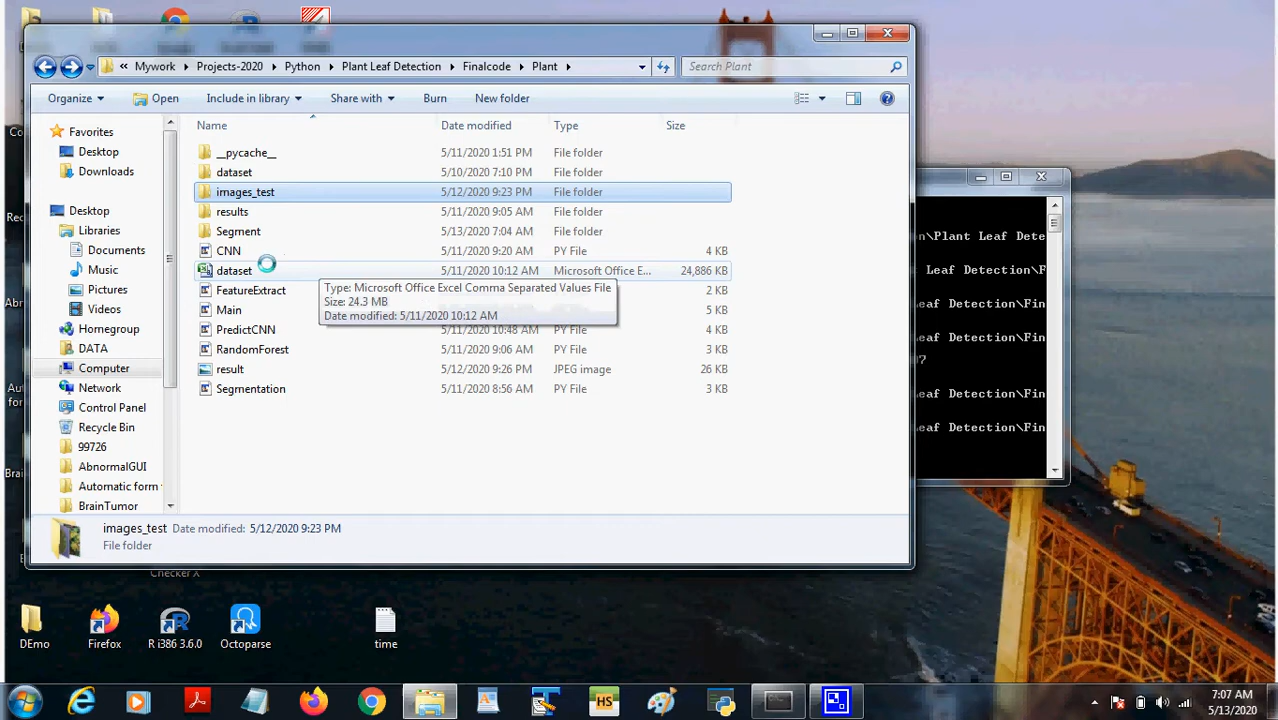 « Mywork ▸ Projects-2020 ▸ Python ▸ Plant Leaf Detection ▸ Finalcode ▸ Plant ▸
Search Plant
Organize Open Include in library Share with Burn New folder
Name Date modified Type Size
Favorites
Desktop
Downloads
Desktop
Libraries
Documents
Music
Pictures
Videos
Homegroup
DATA
Computer
Network
Control Panel
Recycle Bin
99726
AbnormalGUI
Automatic form
BrainTumor
__pycache__ 5/11/2020 1:51 PM File folder
dataset 5/10/2020 7:10 PM File folder
images_test 5/12/2020 9:23 PM File folder
results 5/11/2020 9:05 AM File folder
Segment 5/13/2020 7:04 AM File folder
CNN 5/11/2020 9:20 AM PY File 4 KB
dataset 5/11/2020 10:12 AM Microsoft Office E... 24,886 KB
FeatureExtract 2 KB
Main 5 KB
PredictCNN 5/11/2020 10:48 AM PY File 4 KB
RandomForest 5/11/2020 9:06 AM PY File 3 KB
result 5/12/2020 9:26 PM JPEG image 26 KB
Segmentation 5/11/2020 8:56 AM PY File 3 KB
Type: Microsoft Office Excel Comma Separated Values File
Size: 24.3 MB
Date modified: 5/11/2020 10:12 AM
images_test Date modified: 5/12/2020 9:23 PM
File folder
on\Plant Leaf Dete
Leaf Detection\Fin
eaf Detection\Fin
eaf Detection\Fin
eaf Detection\Fin
eaf Detection\Fin
Checker X
DEmo
Firefox
R i386 3.6.0
Octoparse
time
HS
7:07 AM
5/13/2020